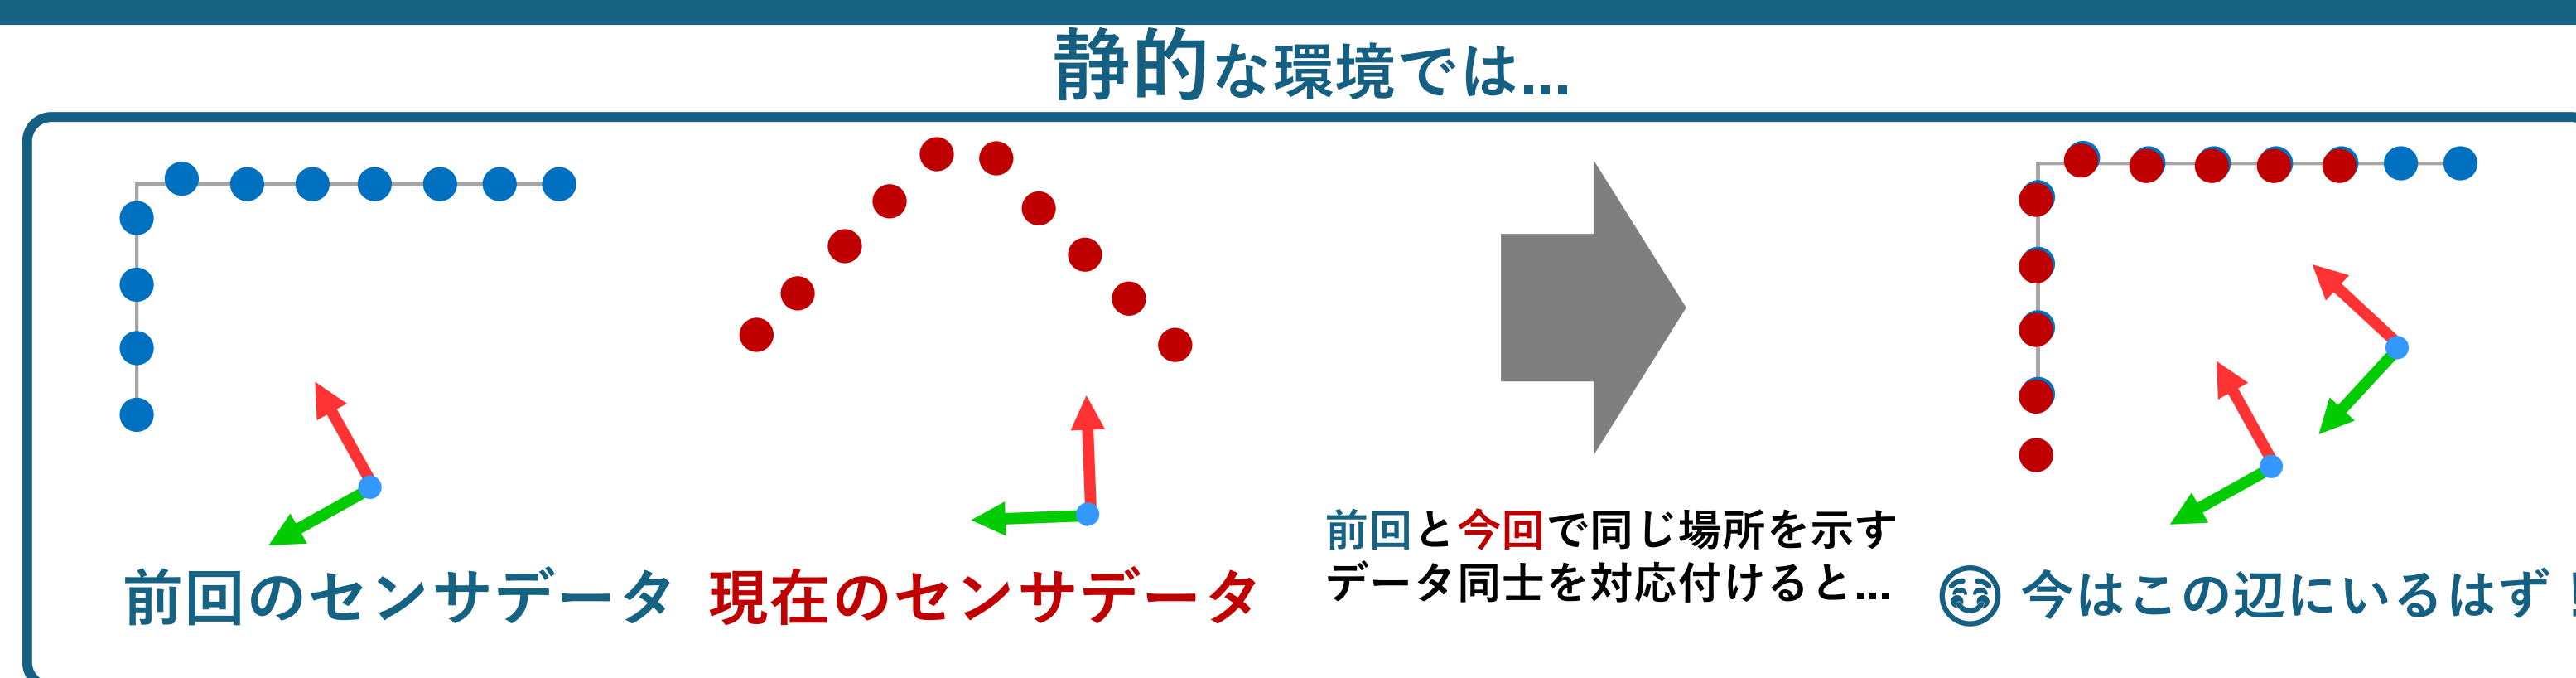 静的な環境では...
前回のセンサデータ
現在のセンサデータ
前回と今回で同じ場所を示す
データ同士を対応付けると...
今はこの辺にいるはず！